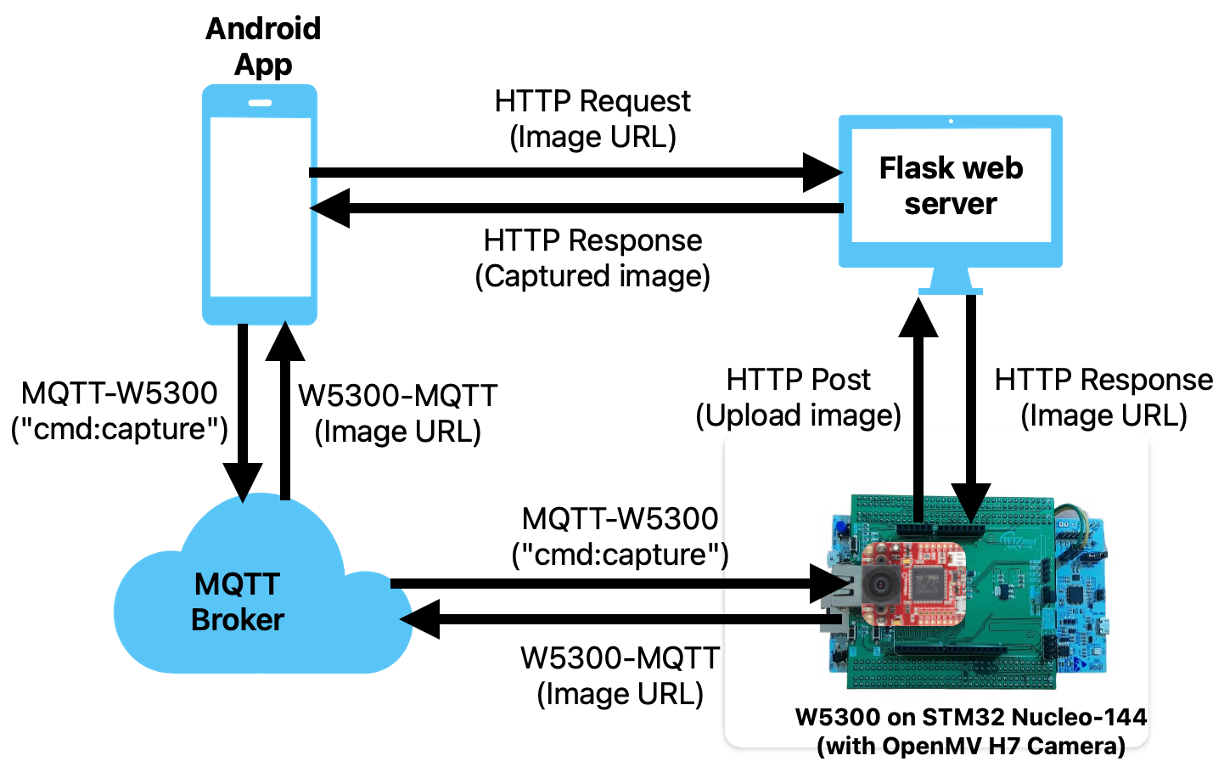 Android
App
HTTP Request
(Image URL)
Flask web
server
HTTP Response
(Captured image)
MQTT-W5300
("cmd:capture")
W5300-MQTT
(Image URL)
HTTP Post
(Upload image)
HTTP Response
(Image URL)
MQTT-W5300
("cmd:capture")
WIZnet
MQTT
Broker
W5300-MQTT
(Image URL)
W5300 on STM32 Nucleo-144
(with OpenMV H7 Camera)